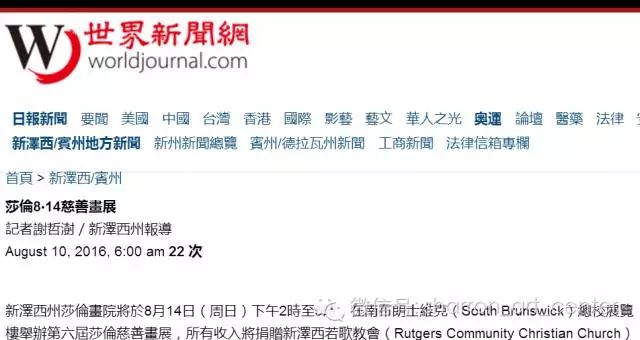 世界新聞網
worldjournal.com
日報新聞 要聞 美國 中國 台灣 香港 國際 影藝 藝文 華人之光 奧運 論壇 醫藥 法律
新澤西/賓州地方新聞 新州新聞總覽 賓州/德拉瓦州新聞 工商新聞 法律信箱專欄
首頁 > 新澤西/賓州
莎倫8·14慈善畫展
記者謝哲澍 / 新澤西州報導
August 10, 2016, 6:00 am 22 次
新澤西州莎倫畫院將於8月14日（周日）下午2時至 在南布朗士維克（South Brunswick）總校展覽
樓舉辦第六屆莎倫慈善畫展，所有收入將捐贈新澤西若歌教會（Rutgers Community Christian Church）
微信号: sharron_art_center